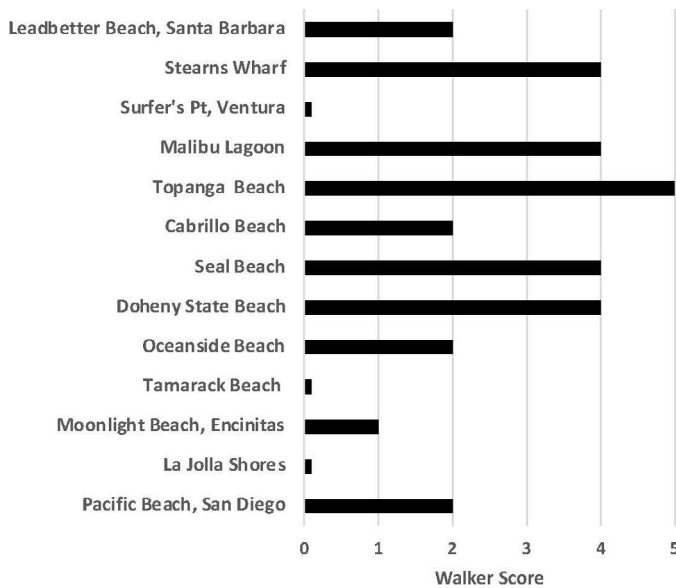 Leadbetter Beach, Santa Barbara
Stearns Wharf
Surfer's Pt, Ventura
Malibu Lagoon
Topanga Beach
Cabrillo Beach
Seal Beach
Doheny State Beach
Oceanside Beach
Tamarack Beach
Moonlight Beach, Encinitas
La Jolla Shores
Pacific Beach, San Diego
0 1 2 3 4 5
Walker Score